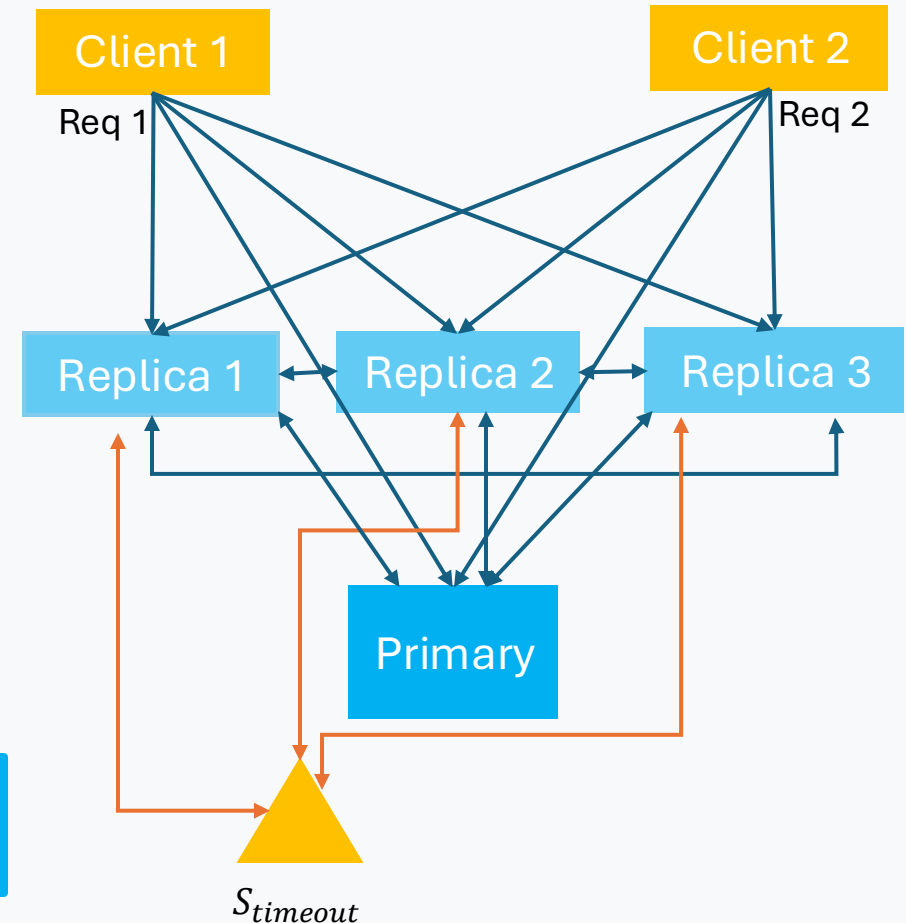 Client 1
Client 2
Req 1
Req 2
Replica 1
Replica 2
Replica 3
Primary
S_timeout